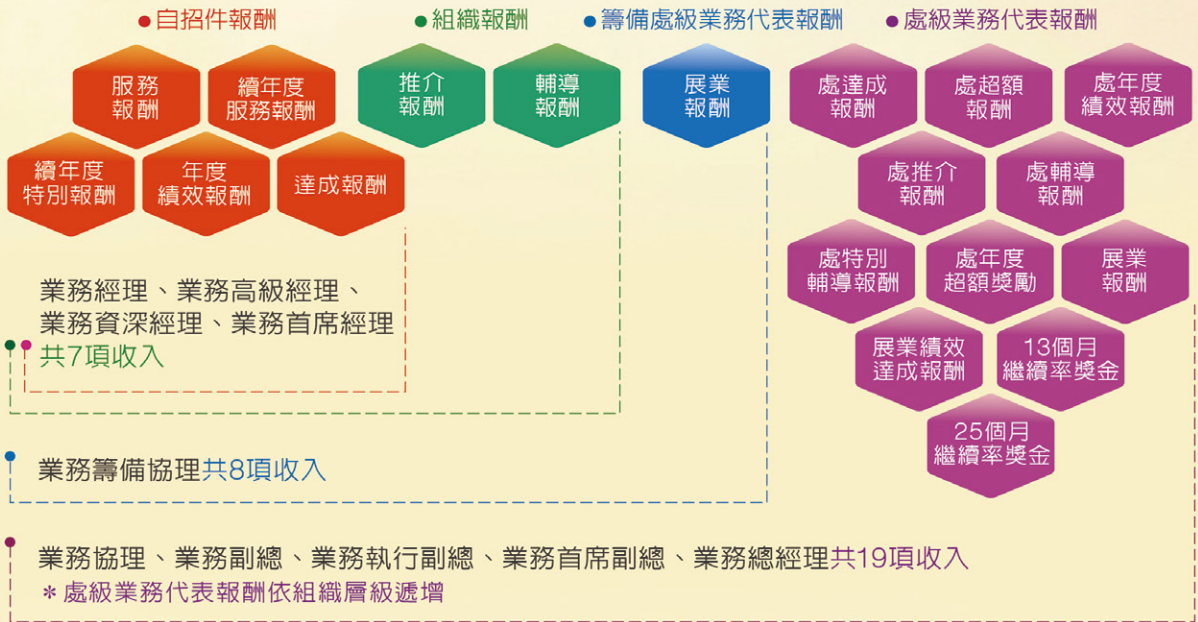 ●自招件報酬 ●組織報酬 ●籌備處級業務代表報酬 ●處級業務代表報酬
服務
報酬
續年度
服務報酬
續年度
特別報酬
年度
績效報酬
達成報酬
推介
報酬
輔導
報酬
展業
報酬
處達成
報酬
處超額
報酬
處年度
績效報酬
處推介
報酬
處輔導
報酬
處特別
輔導報酬
處年度
超額獎勵
展業
報酬
展業績效
達成報酬
13個月
繼續率獎金
25個月
繼續率獎金
業務經理、業務高級經理、
業務資深經理、業務首席經理
共7項收入
業務籌備協理共8項收入
業務協理、業務副總、業務執行副總、業務首席副總、業務總經理共19項收入
＊處級業務代表報酬依組織層級遞增